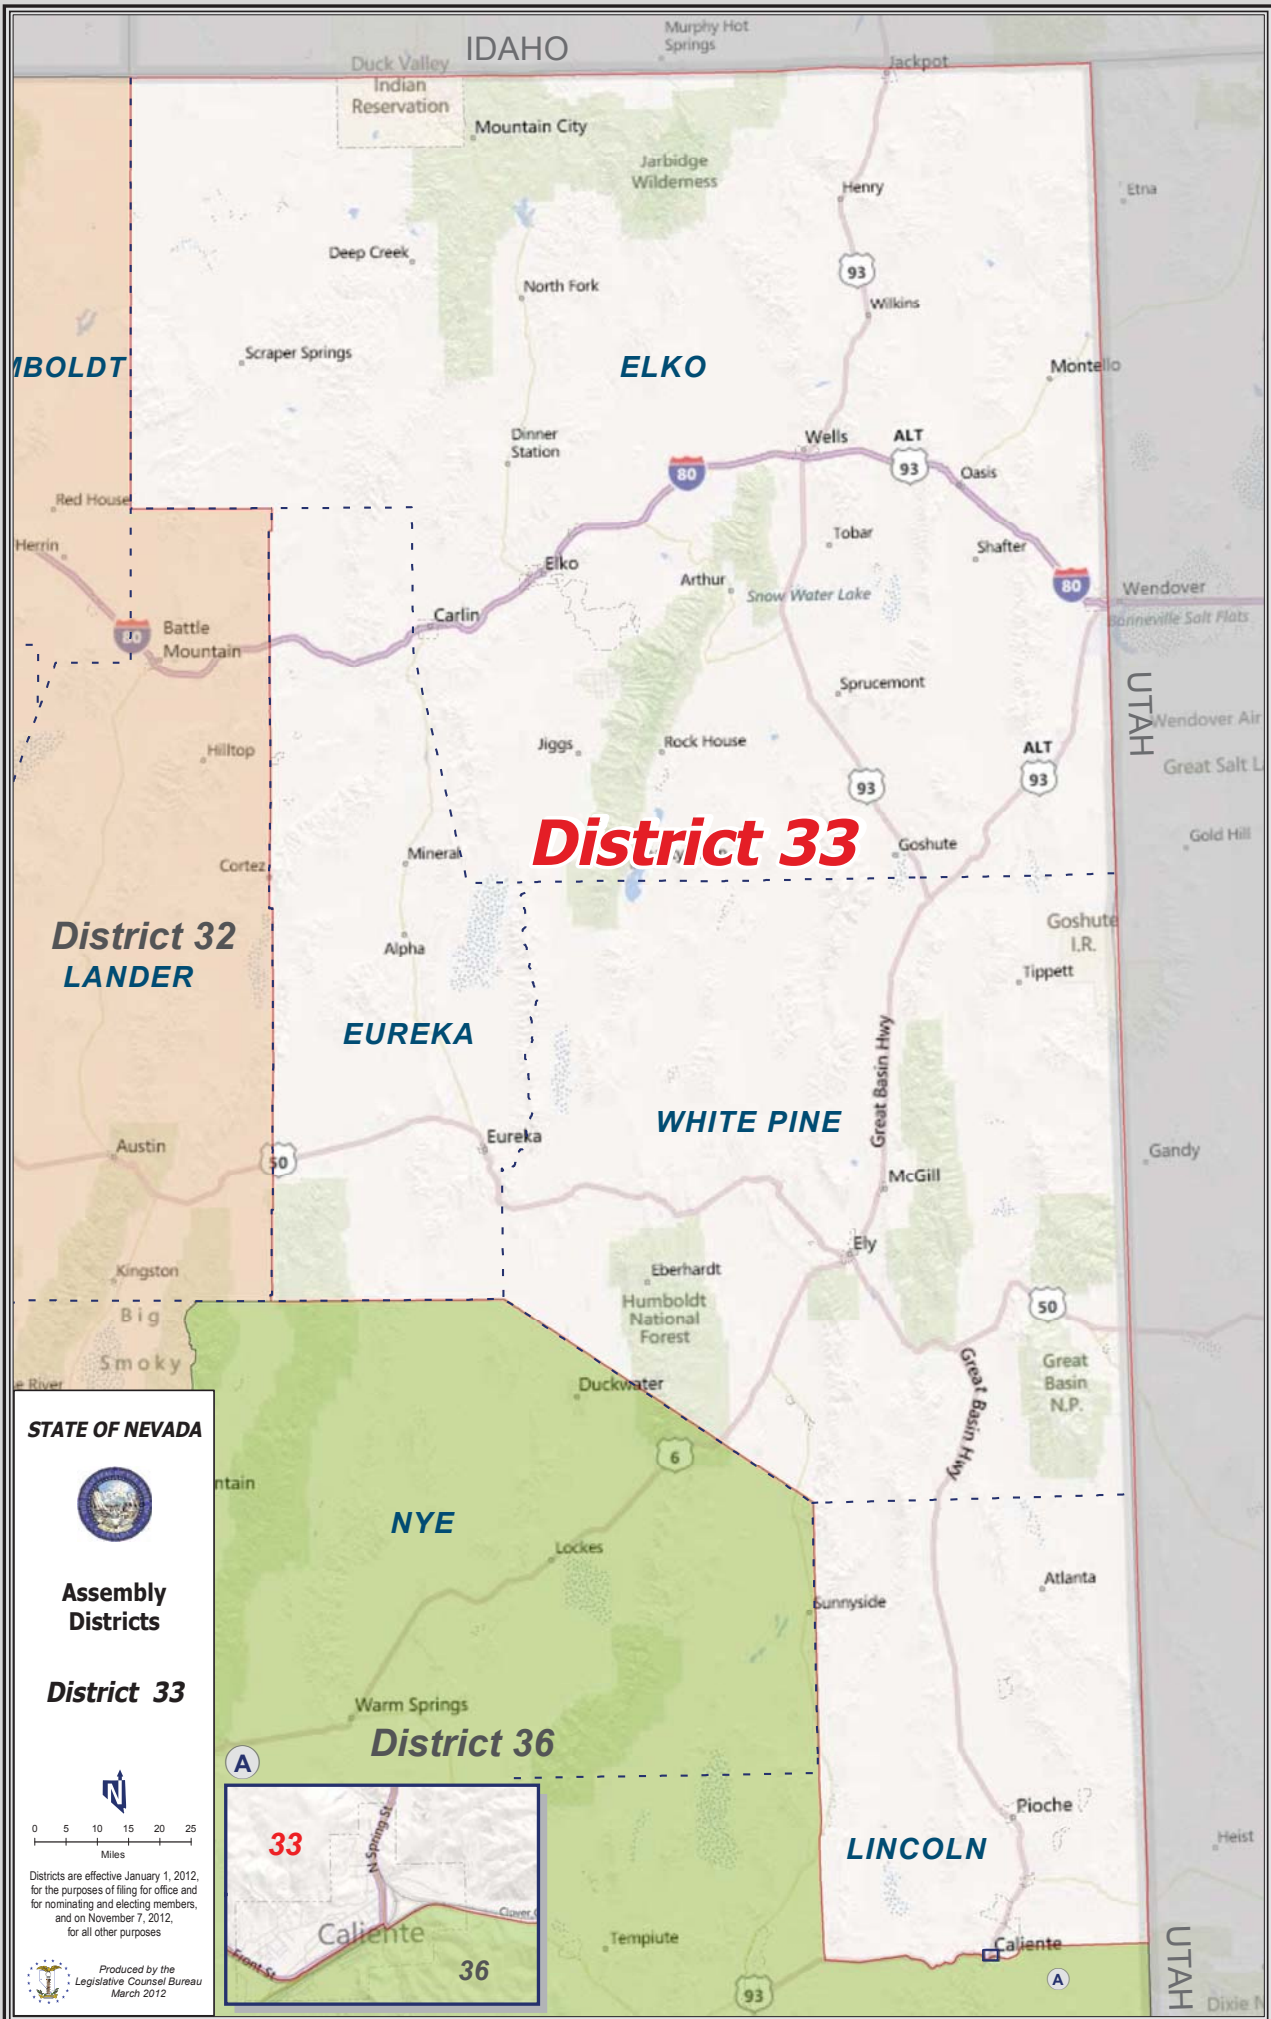 IDAHO
Murphy Hot
Springs
Jackpot
Duck Valley
Indian
Reservation
Mountain City
Jarbidge
Wilderness
Henry
Etna
Deep Creek
93
North Fork
Wilkins
Scraper Springs
MBOLDT
ELKO
Montello
Dinner
Station
Wells
ALT
93
80
Oasis
Red House
Tobar
Shafter
Herrin
Elko
Arthur
Snow Water Lake
80
Wendover
Bonneville Salt Flats
Carlin
80
Battle
Mountain
Sprucemont
UTAH
Wendover Air
Hilltop
Jiggs
Rock House
ALT
93
93
Great Salt L
District 33
Gold Hill
Goshute
Mineral
Cortez
District 32
LANDER
Alpha
Goshute
I.R.
Tippett
EUREKA
Great Basin Hwy
WHITE PINE
Austin
50
Eureka
Gandy
McGill
Ely
Kingston
Eberhardt
Humboldt
National
Forest
50
Big
Smoky
Great Basin Hwy
Great
Basin
N.P.
e River
Duckwater
6
ntain
NYE
Lockes
Atlanta
Sunnyside
Warm Springs
District 36
Pioche
LINCOLN
Heist
Tempiute
Caliente
A
93
UTAH
Dixie N
STATE OF NEVADA
Assembly
Districts
District 33
N
0 5 10 15 20 25
Miles
Districts are effective January 1, 2012,
for the purposes of filing for office and
for nominating and electing members,
and on November 7, 2012,
for all other purposes
Produced by the
Legislative Counsel Bureau
March 2012
A
33
N Spring St
Clover
Caliente
Front St
36